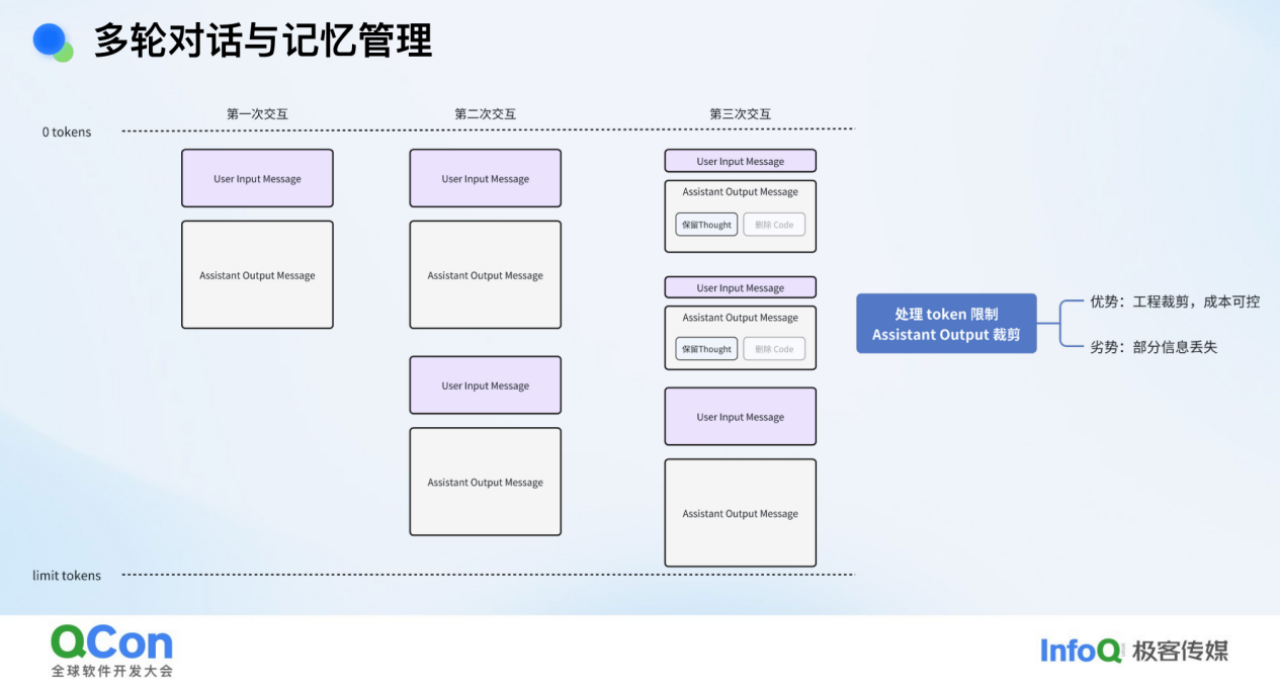 多轮对话与记忆管理
第一次交互
第二次交互
第三次交互
0 tokens
User Input Message
Assistant Output Message
User Input Message
Assistant Output Message
User Input Message
Assistant Output Message
User Input Message
Assistant Output Message
保留Thought
删除 Code
User Input Message
Assistant Output Message
保留Thought
删除 Code
User Input Message
Assistant Output Message
处理 token 限制
Assistant Output 裁剪
优势：工程裁剪，成本可控
劣势：部分信息丢失
limit tokens
QCon
全球软件开发大会
InfoQ 极客传媒